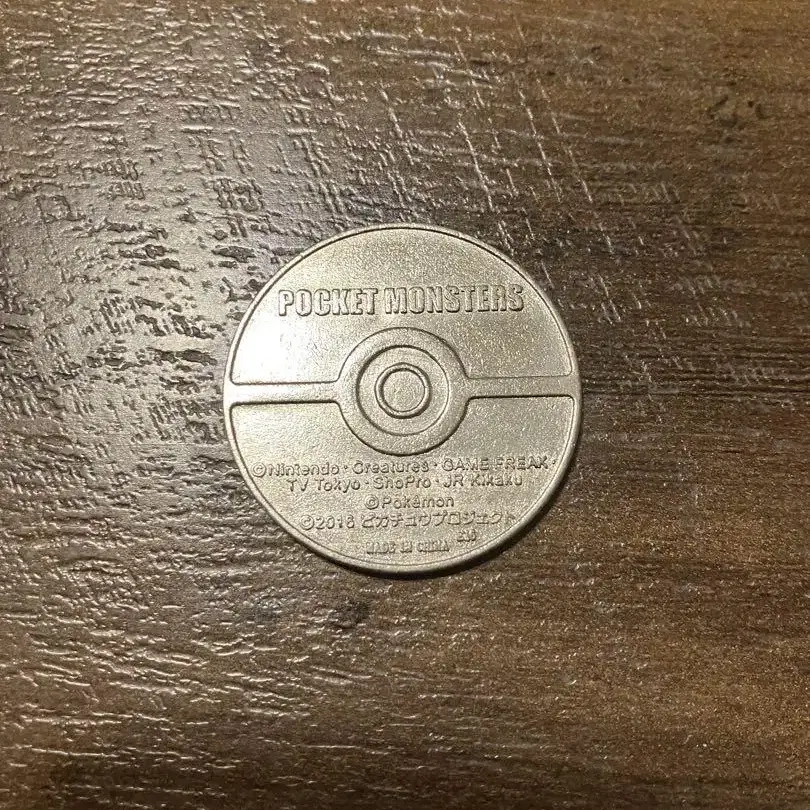 POCKET MONSTERS
©Nintendo・Creatures・GAME FREAK・
TV Tokyo・ShoPro・JR Kikaku
©Pokémon
©2016 ピカチュウプロジェクト
MADE IN CHINA